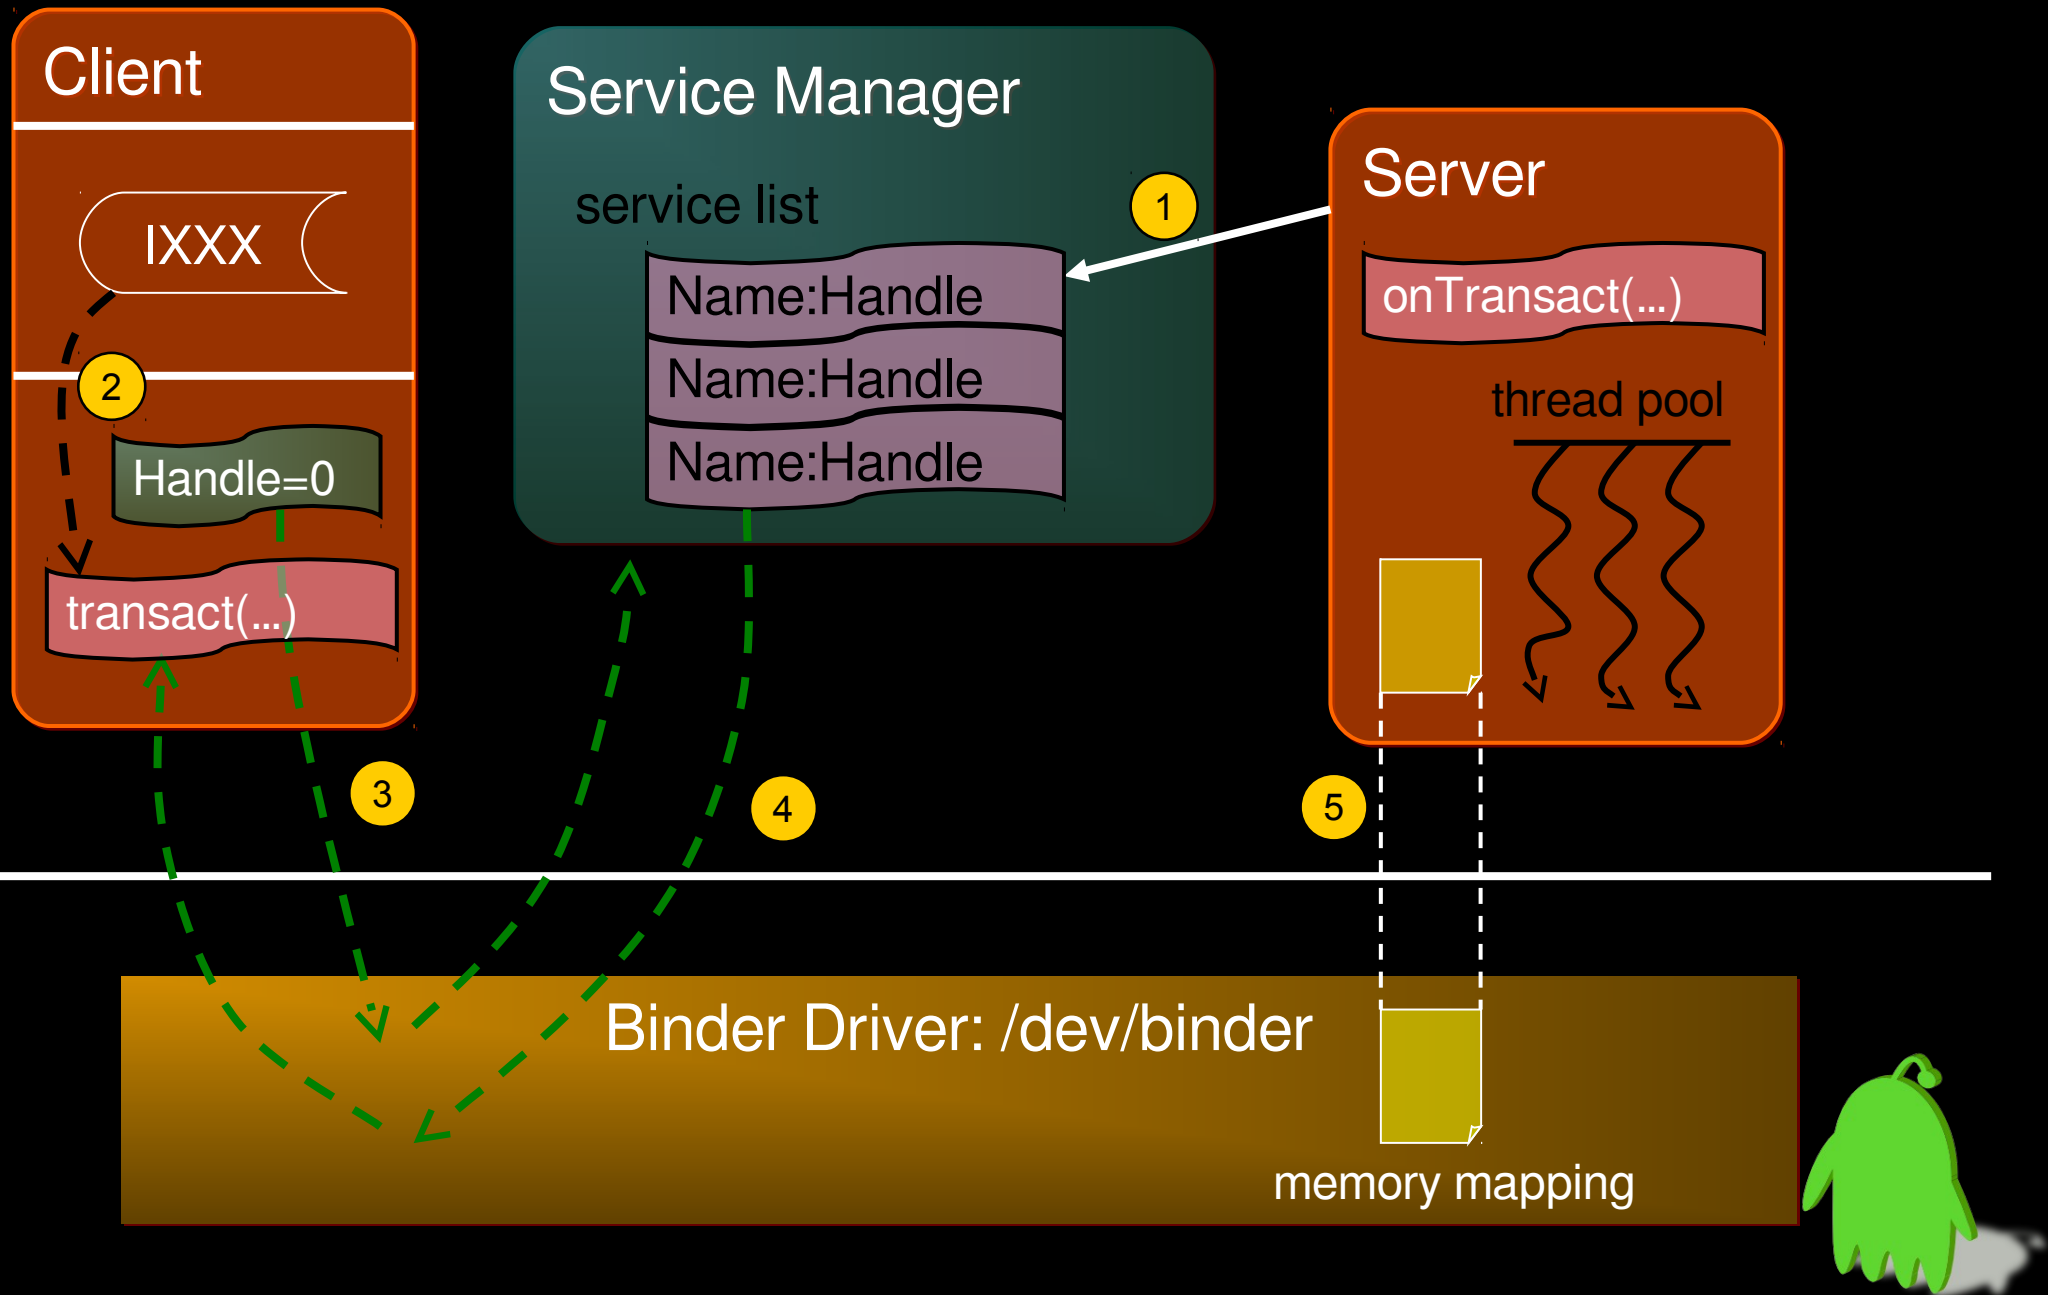 Client
IXXX
2
Handle=0
transact(...)
3
Service Manager
service list
1
Name:Handle
Name:Handle
Name:Handle
4
Server
onTransact(...)
thread pool
5
Binder Driver: /dev/binder
memory mapping